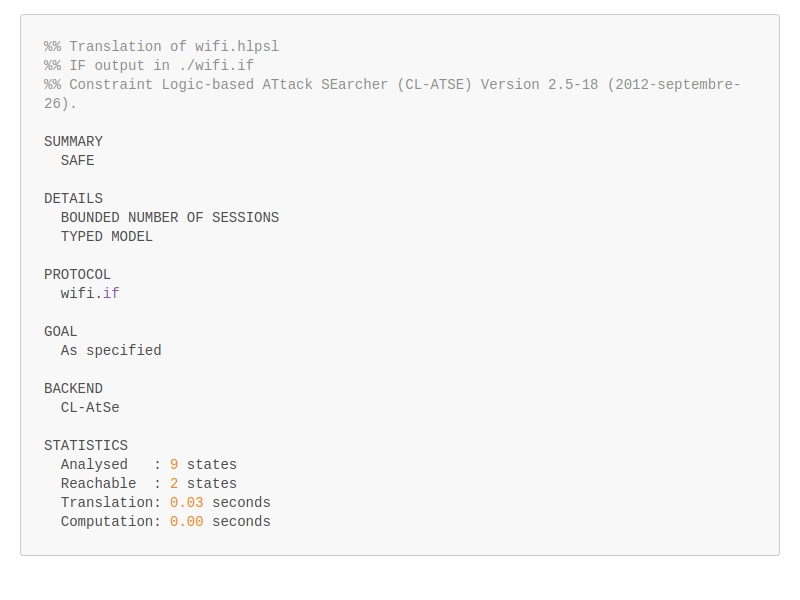 %% Translation of wifi.hlpsl
%% IF output in ./wifi.if
%% Constraint Logic-based ATtack SEarcher (CL-ATSE) Version 2.5-18 (2012-septembre-
26).
SUMMARY
SAFE
DETAILS
BOUNDED NUMBER OF SESSIONS
TYPED MODEL
PROTOCOL
wifi.if
GOAL
As specified
BACKEND
CL-AtSe
STATISTICS
Analysed   : 9 states
Reachable  : 2 states
Translation: 0.03 seconds
Computation: 0.00 seconds